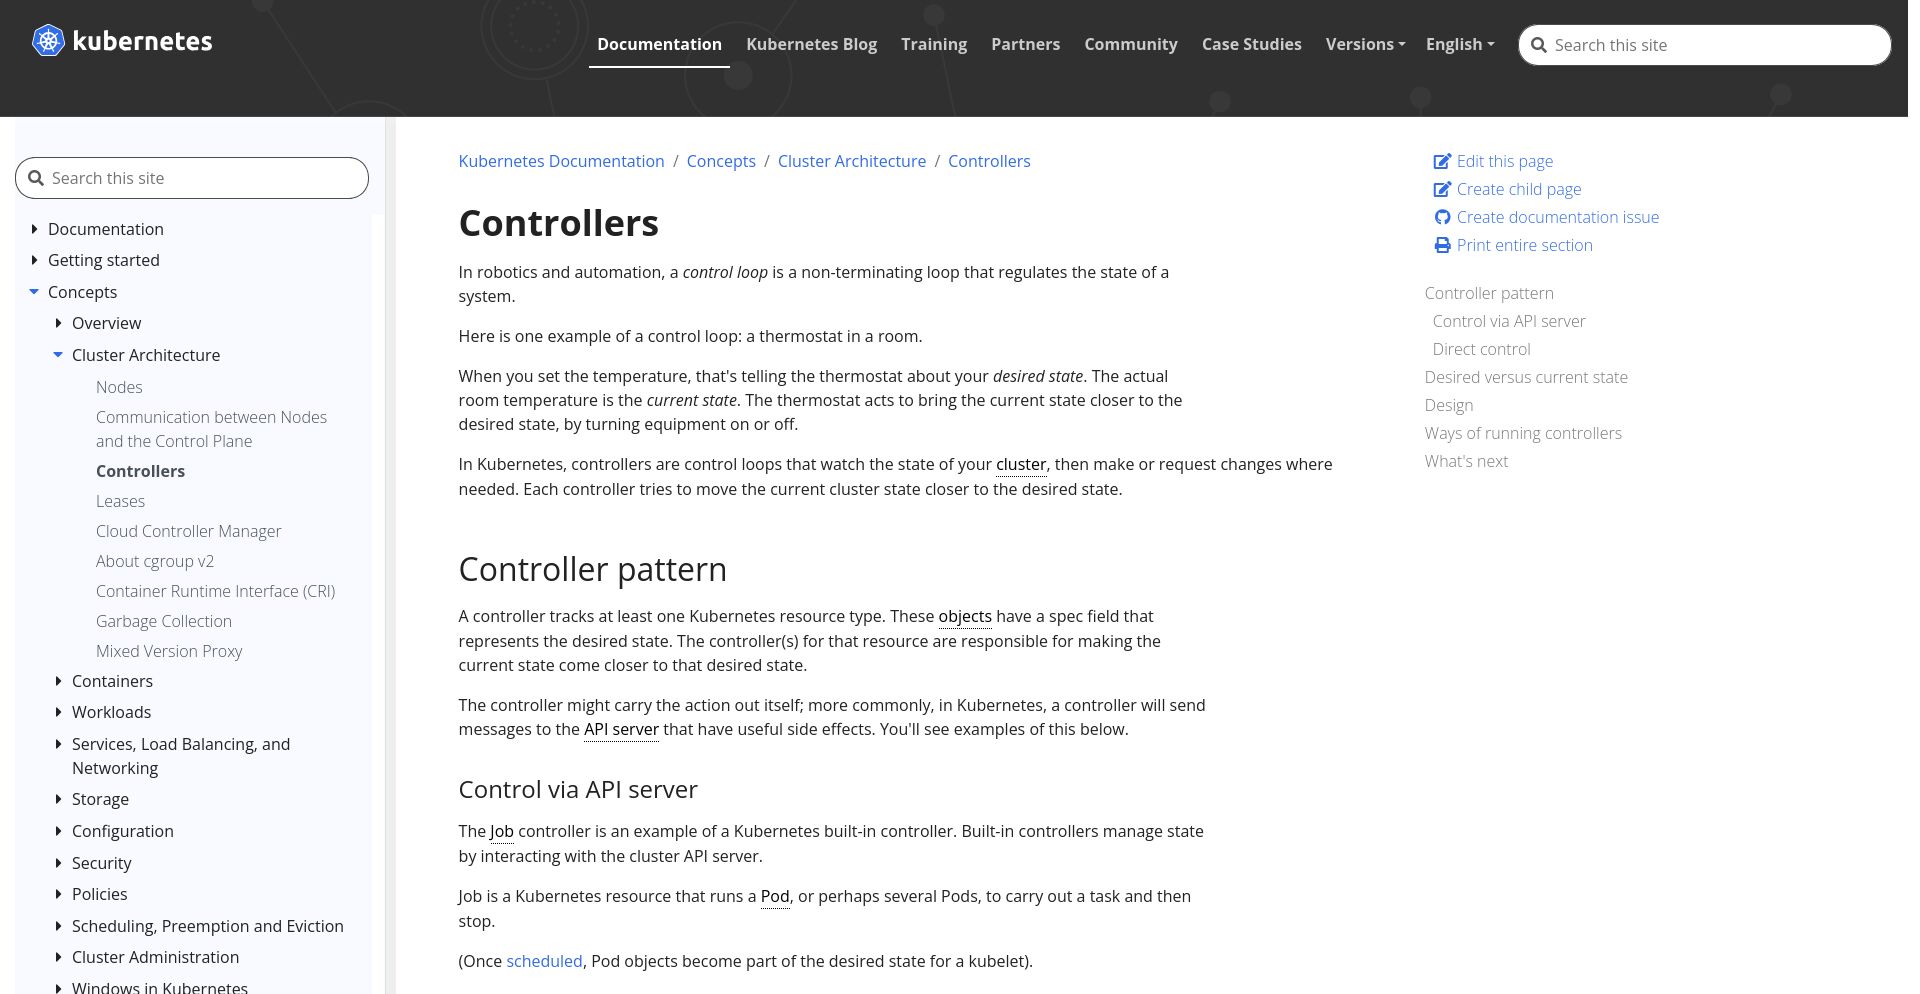 kubernetes
Documentation
Kubernetes Blog
Training
Partners
Community
Case Studies
Versions
English
Search this site
Search this site
Documentation
Getting started
Concepts
Overview
Cluster Architecture
Nodes
Communication between Nodes
and the Control Plane
Controllers
Leases
Cloud Controller Manager
About cgroup v2
Container Runtime Interface (CRI)
Garbage Collection
Mixed Version Proxy
Containers
Workloads
Services, Load Balancing, and
Networking
Storage
Configuration
Security
Policies
Scheduling, Preemption and Eviction
Cluster Administration
Windows in Kubernetes
Kubernetes Documentation / Concepts / Cluster Architecture / Controllers
Controllers
In robotics and automation, a control loop is a non-terminating loop that regulates the state of a
system.
Here is one example of a control loop: a thermostat in a room.
When you set the temperature, that's telling the thermostat about your desired state. The actual
room temperature is the current state. The thermostat acts to bring the current state closer to the
desired state, by turning equipment on or off.
In Kubernetes, controllers are control loops that watch the state of your cluster, then make or request changes where
needed. Each controller tries to move the current cluster state closer to the desired state.
Controller pattern
A controller tracks at least one Kubernetes resource type. These objects have a spec field that
represents the desired state. The controller(s) for that resource are responsible for making the
current state come closer to that desired state.
The controller might carry the action out itself; more commonly, in Kubernetes, a controller will send
messages to the API server that have useful side effects. You'll see examples of this below.
Control via API server
The Job controller is an example of a Kubernetes built-in controller. Built-in controllers manage state
by interacting with the cluster API server.
Job is a Kubernetes resource that runs a Pod, or perhaps several Pods, to carry out a task and then
stop.
(Once scheduled, Pod objects become part of the desired state for a kubelet).
Edit this page
Create child page
Create documentation issue
Print entire section
Controller pattern
Control via API server
Direct control
Desired versus current state
Design
Ways of running controllers
What's next